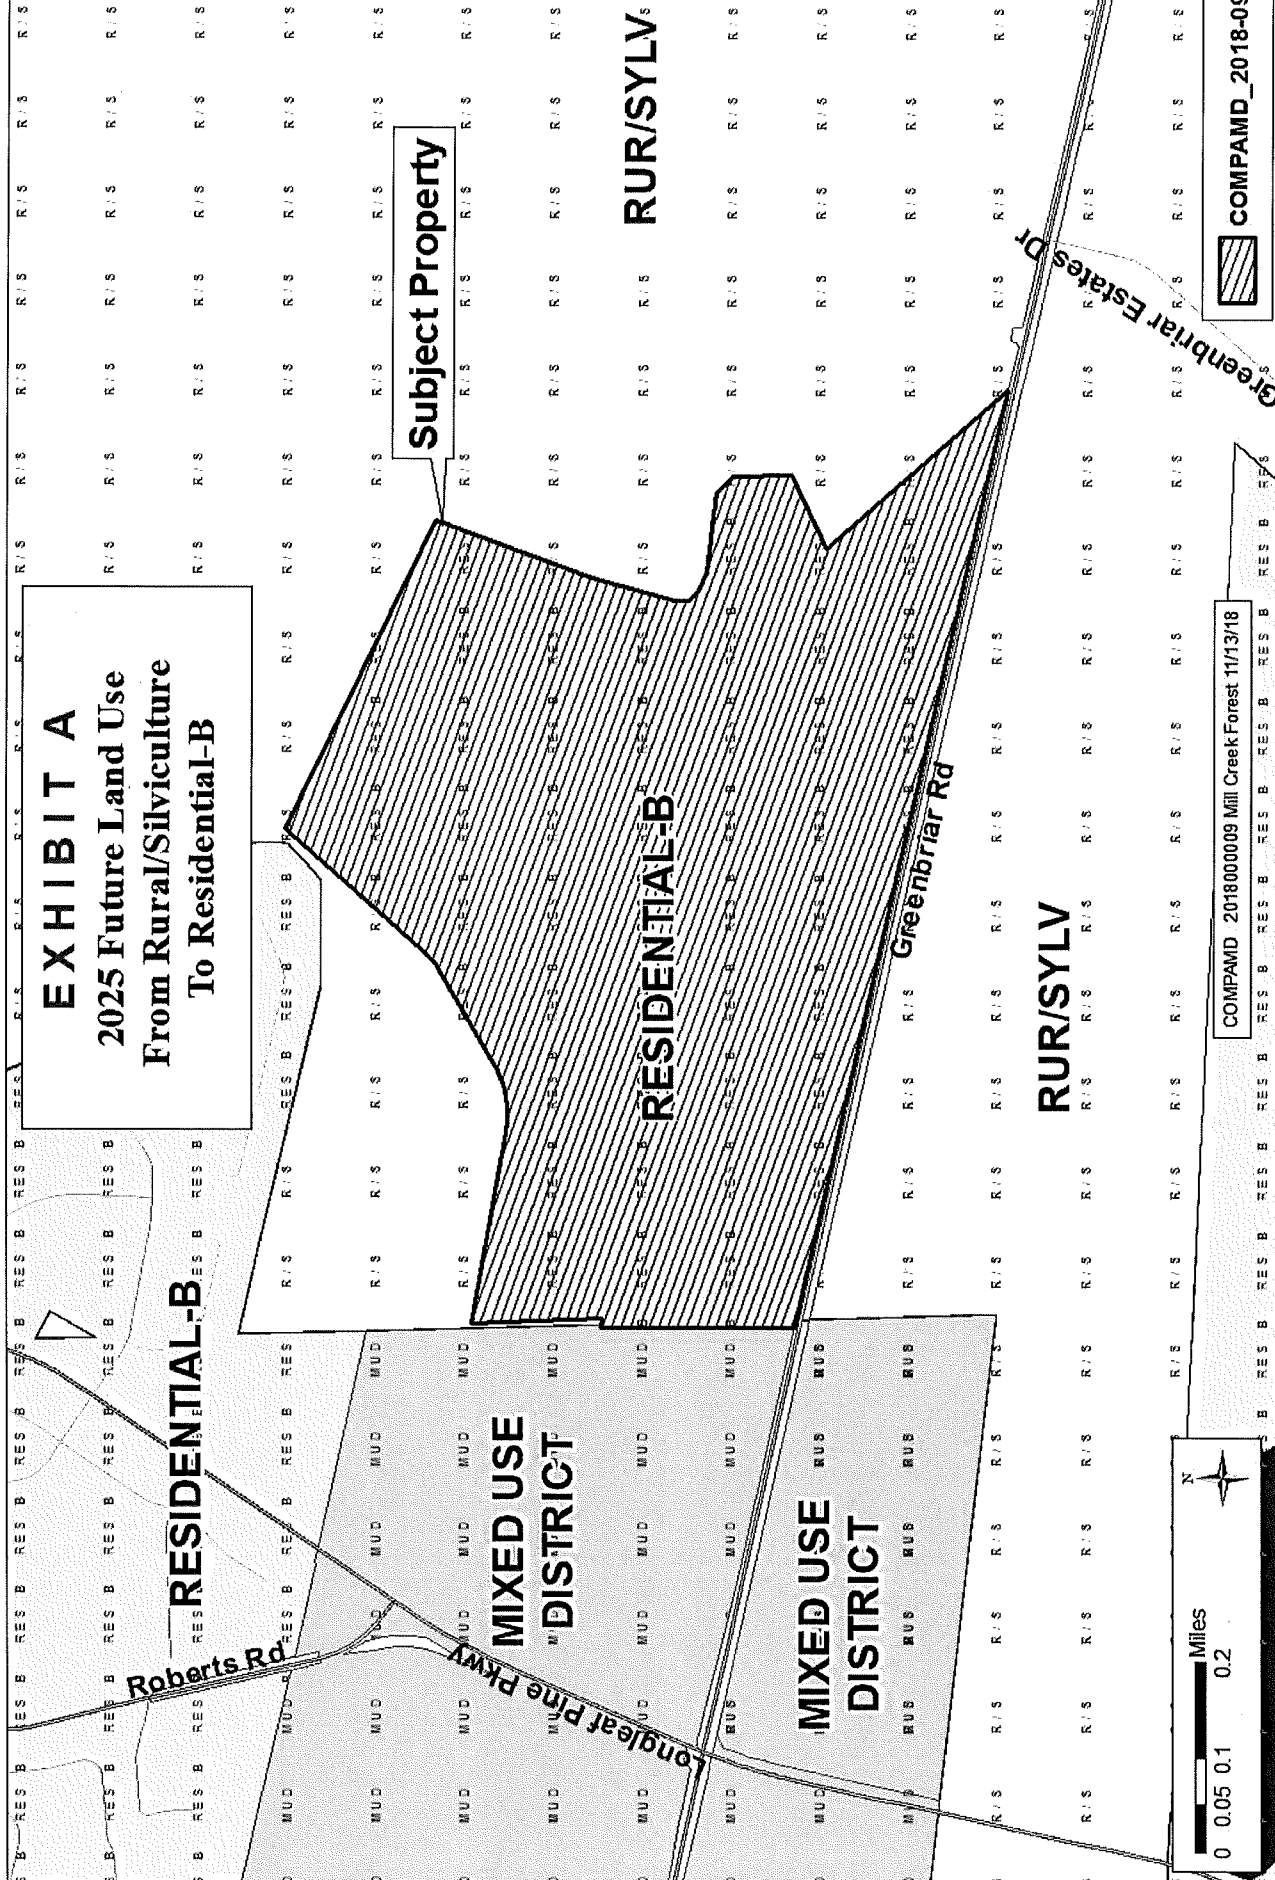 EXHIBIT A
2025 Future Land Use
From Rural/Silviculture
To Residential-B
Subject Property
RUR/SYLV
RESIDENTIAL-B
RESIDENTIAL-B
MIXED USE
DISTRICT
MIXED USE
DISTRICT
RUR/SYLV
Roberts Rd
Longleaf Pine Pkwy
Greenbriar Rd
Greenbriar Estates Dr
R/S
RES B
MUD
N
Miles
0 0.05 0.1 0.2
COMPAMD 2018000009 Mill Creek Forest 11/13/18
COMPAMD_2018-09